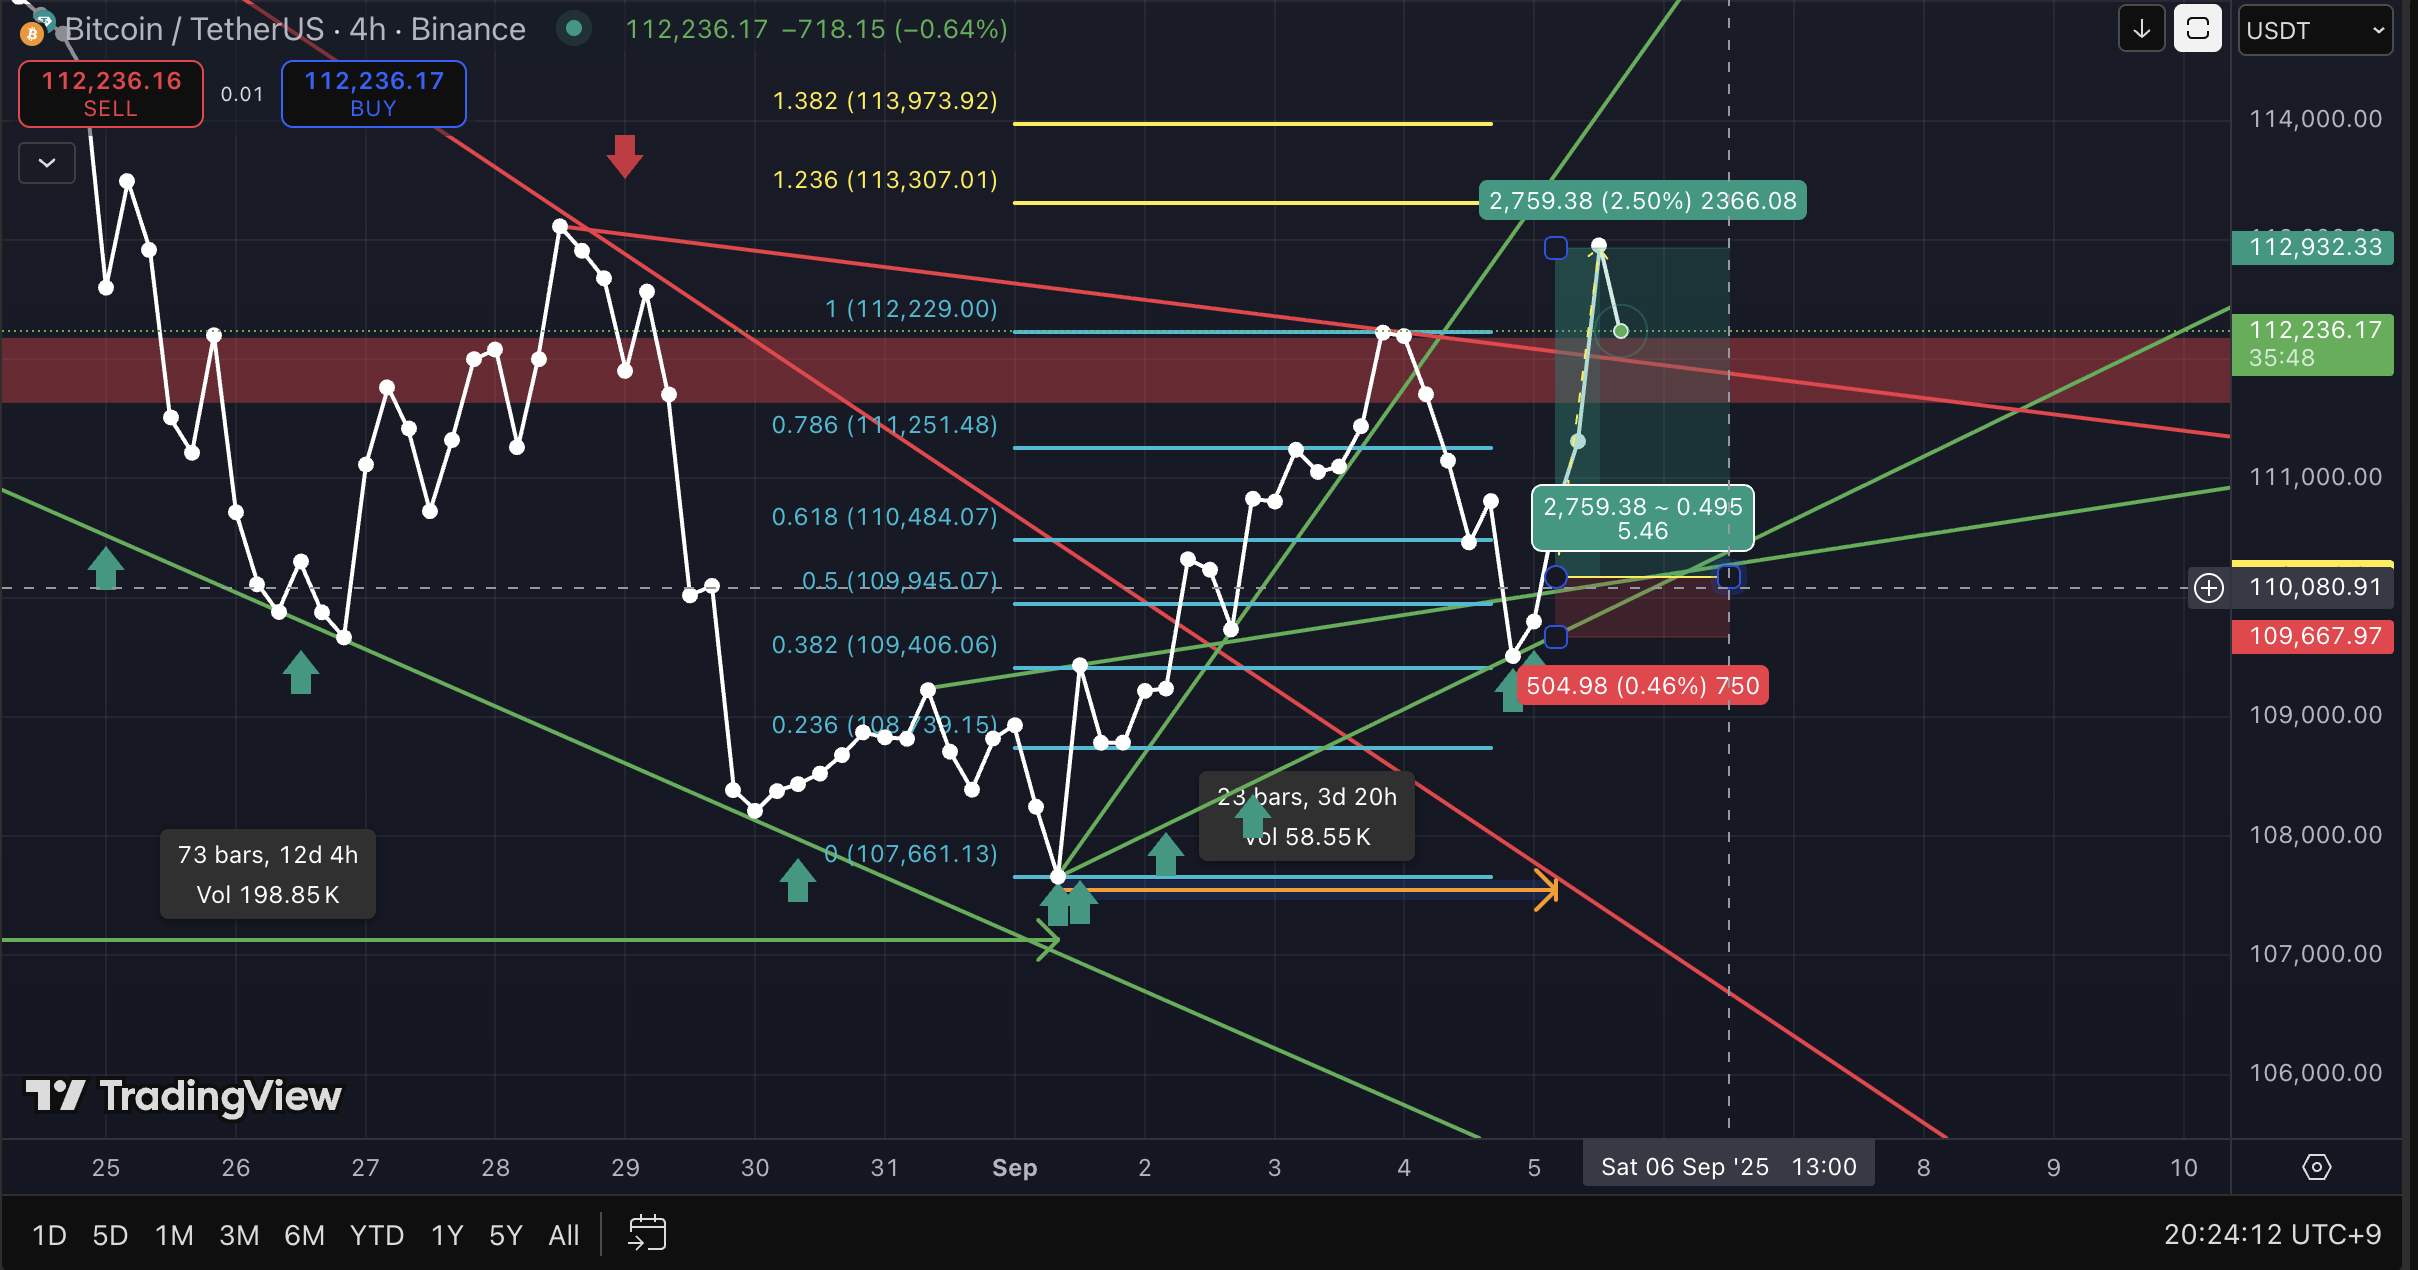 Bitcoin / TetherUS · 4h · Binance
112,236.17 −718.15 (−0.64%)
USDT
112,236.16
SELL
0.01
112,236.17
BUY
1.382 (113,973.92)
1.236 (113,307.01)
1 (112,229.00)
0.786 (111,251.48)
0.618 (110,484.07)
0.5 (109,945.07)
0.382 (109,406.06)
0.236 (108,739.15)
0 (107,661.13)
2,759.38 (2.50%) 2366.08
2,759.38 ~ 0.495
5.46
504.98 (0.46%) 750
73 bars, 12d 4h
Vol 198.85 K
23 bars, 3d 20h
Vol 58.55 K
114,000.00
112,932.33
112,236.17
35:48
111,000.00
110,080.91
109,667.97
109,000.00
108,000.00
107,000.00
106,000.00
TradingView
25 26 27 28 29 30 31 Sep 2 3 4 5 Sat 06 Sep '25 13:00 8 9 10
1D 5D 1M 3M 6M YTD 1Y 5Y All
20:24:12 UTC+9